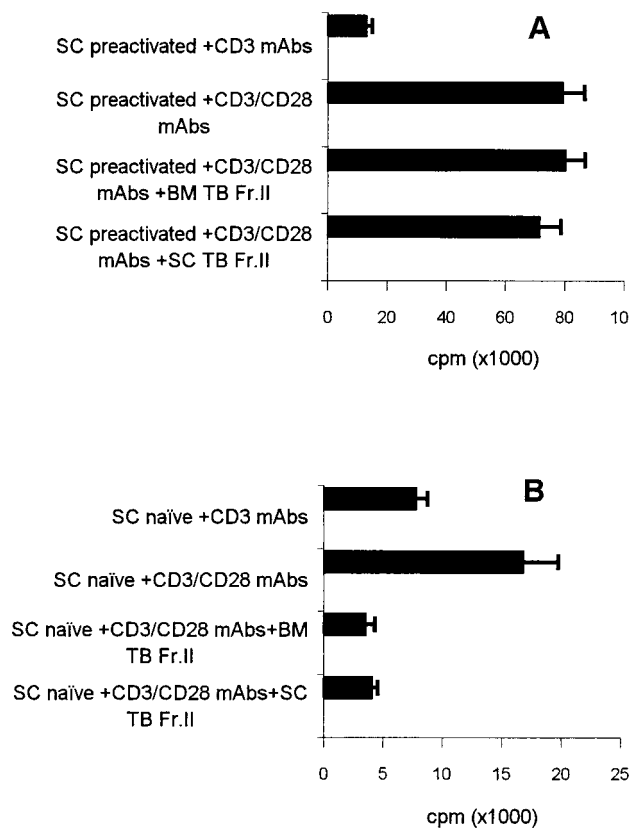 A
SC preactivated +CD3 mAbs
SC preactivated +CD3/CD28
mAbs
SC preactivated +CD3/CD28
mAbs +BM TB Fr.II
SC preactivated +CD3/CD28
mAbs +SC TB Fr.II
0 20 40 60 80 10
cpm (x1000)
B
SC naïve +CD3 mAbs
SC naïve +CD3/CD28 mAbs
SC naïve +CD3/CD28 mAbs+BM
TB Fr.II
SC naïve +CD3/CD28 mAbs+SC
TB Fr.II
0 5 10 15 20 25
cpm (x1000)